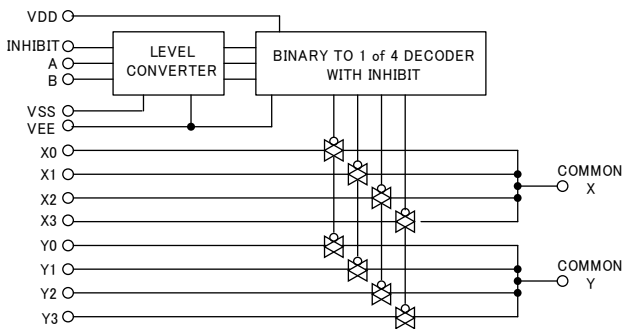 VDD
INHIBIT
A
B
LEVEL
CONVERTER
BINARY TO 1 of 4 DECODER
WITH INHIBIT
VSS
VEE
X0
X1
X2
X3
COMMON
X
Y0
Y1
Y2
Y3
COMMON
Y